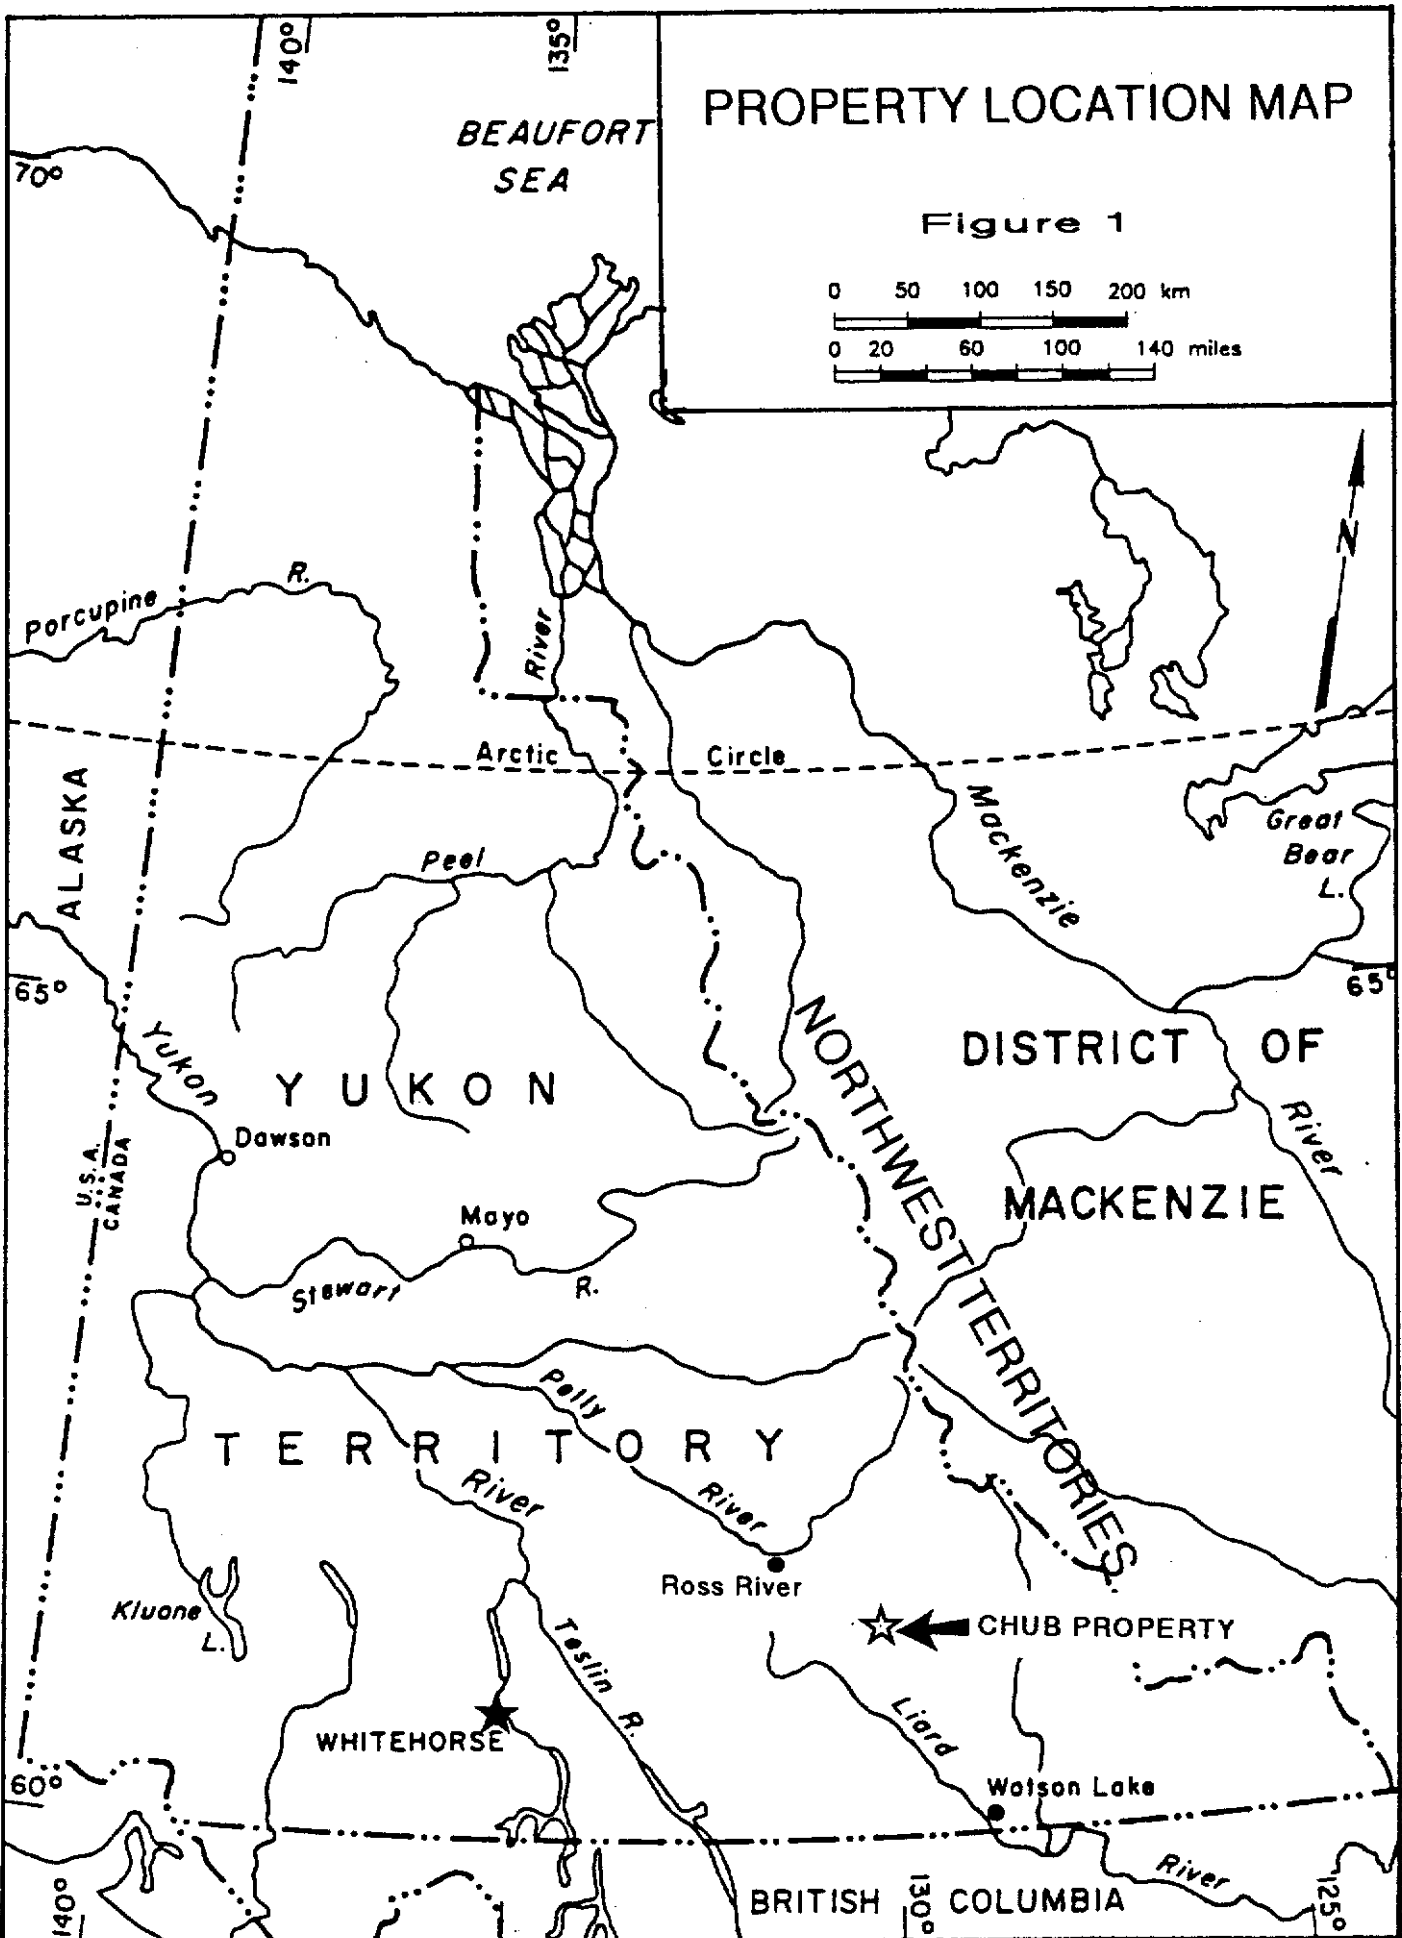 140°
135°
PROPERTY LOCATION MAP
BEAUFORT
SEA
70°
Figure 1
0 50 100 150 200 km
0 20 60 100 140 miles
N
Porcupine R.
River
Arctic Circle
ALASKA
Mackenzie
Great
Bear
L.
Peel
65°
65°
Yukon
NORTHWEST TERRITORIES
DISTRICT OF
YUKON
River
Dawson
U.S.A.
CANADA
MACKENZIE
Mayo
Stewart R.
Pelly
TERRITORY
River
River
Ross River
Kluane
L.
CHUB PROPERTY
Teslin R.
Liard
WHITEHORSE
60°
Watson Lake
River
140°
BRITISH COLUMBIA
130°
125°